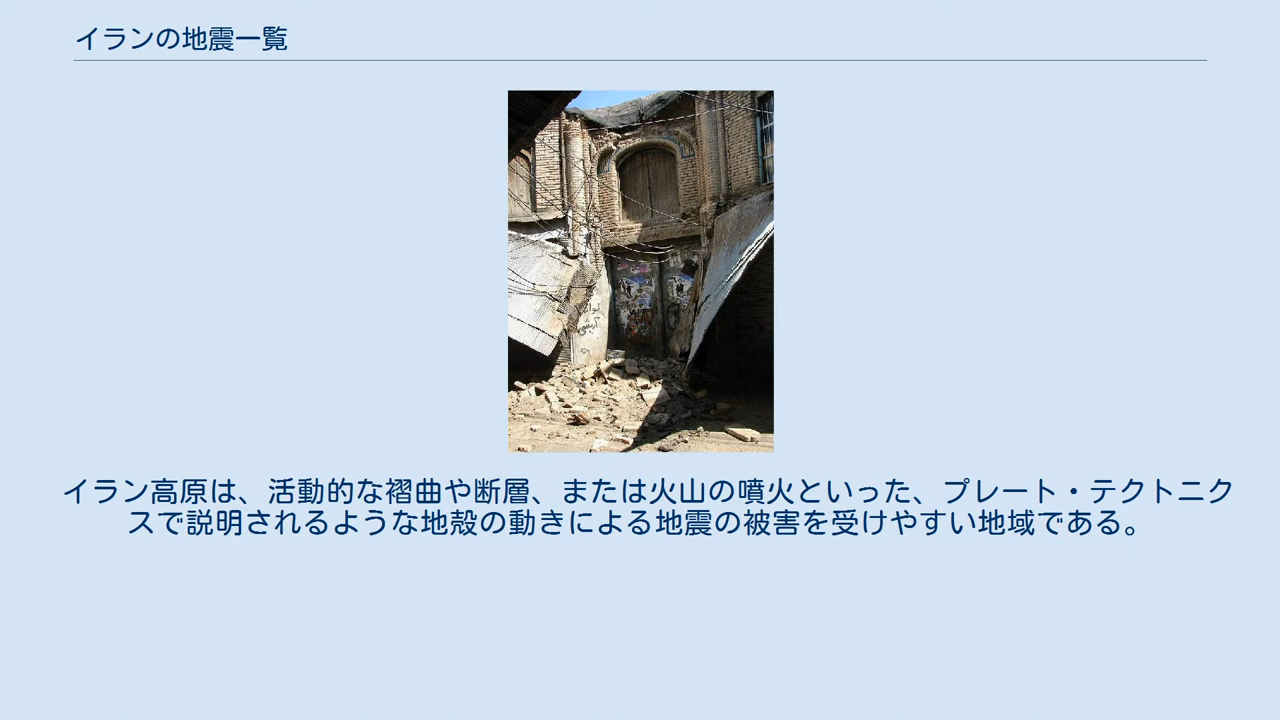 イランの地震一覧
イラン高原は、活動的な褶曲や断層、または火山の噴火といった、プレート・テクトニク
スで説明されるような地殻の動きによる地震の被害を受けやすい地域である。